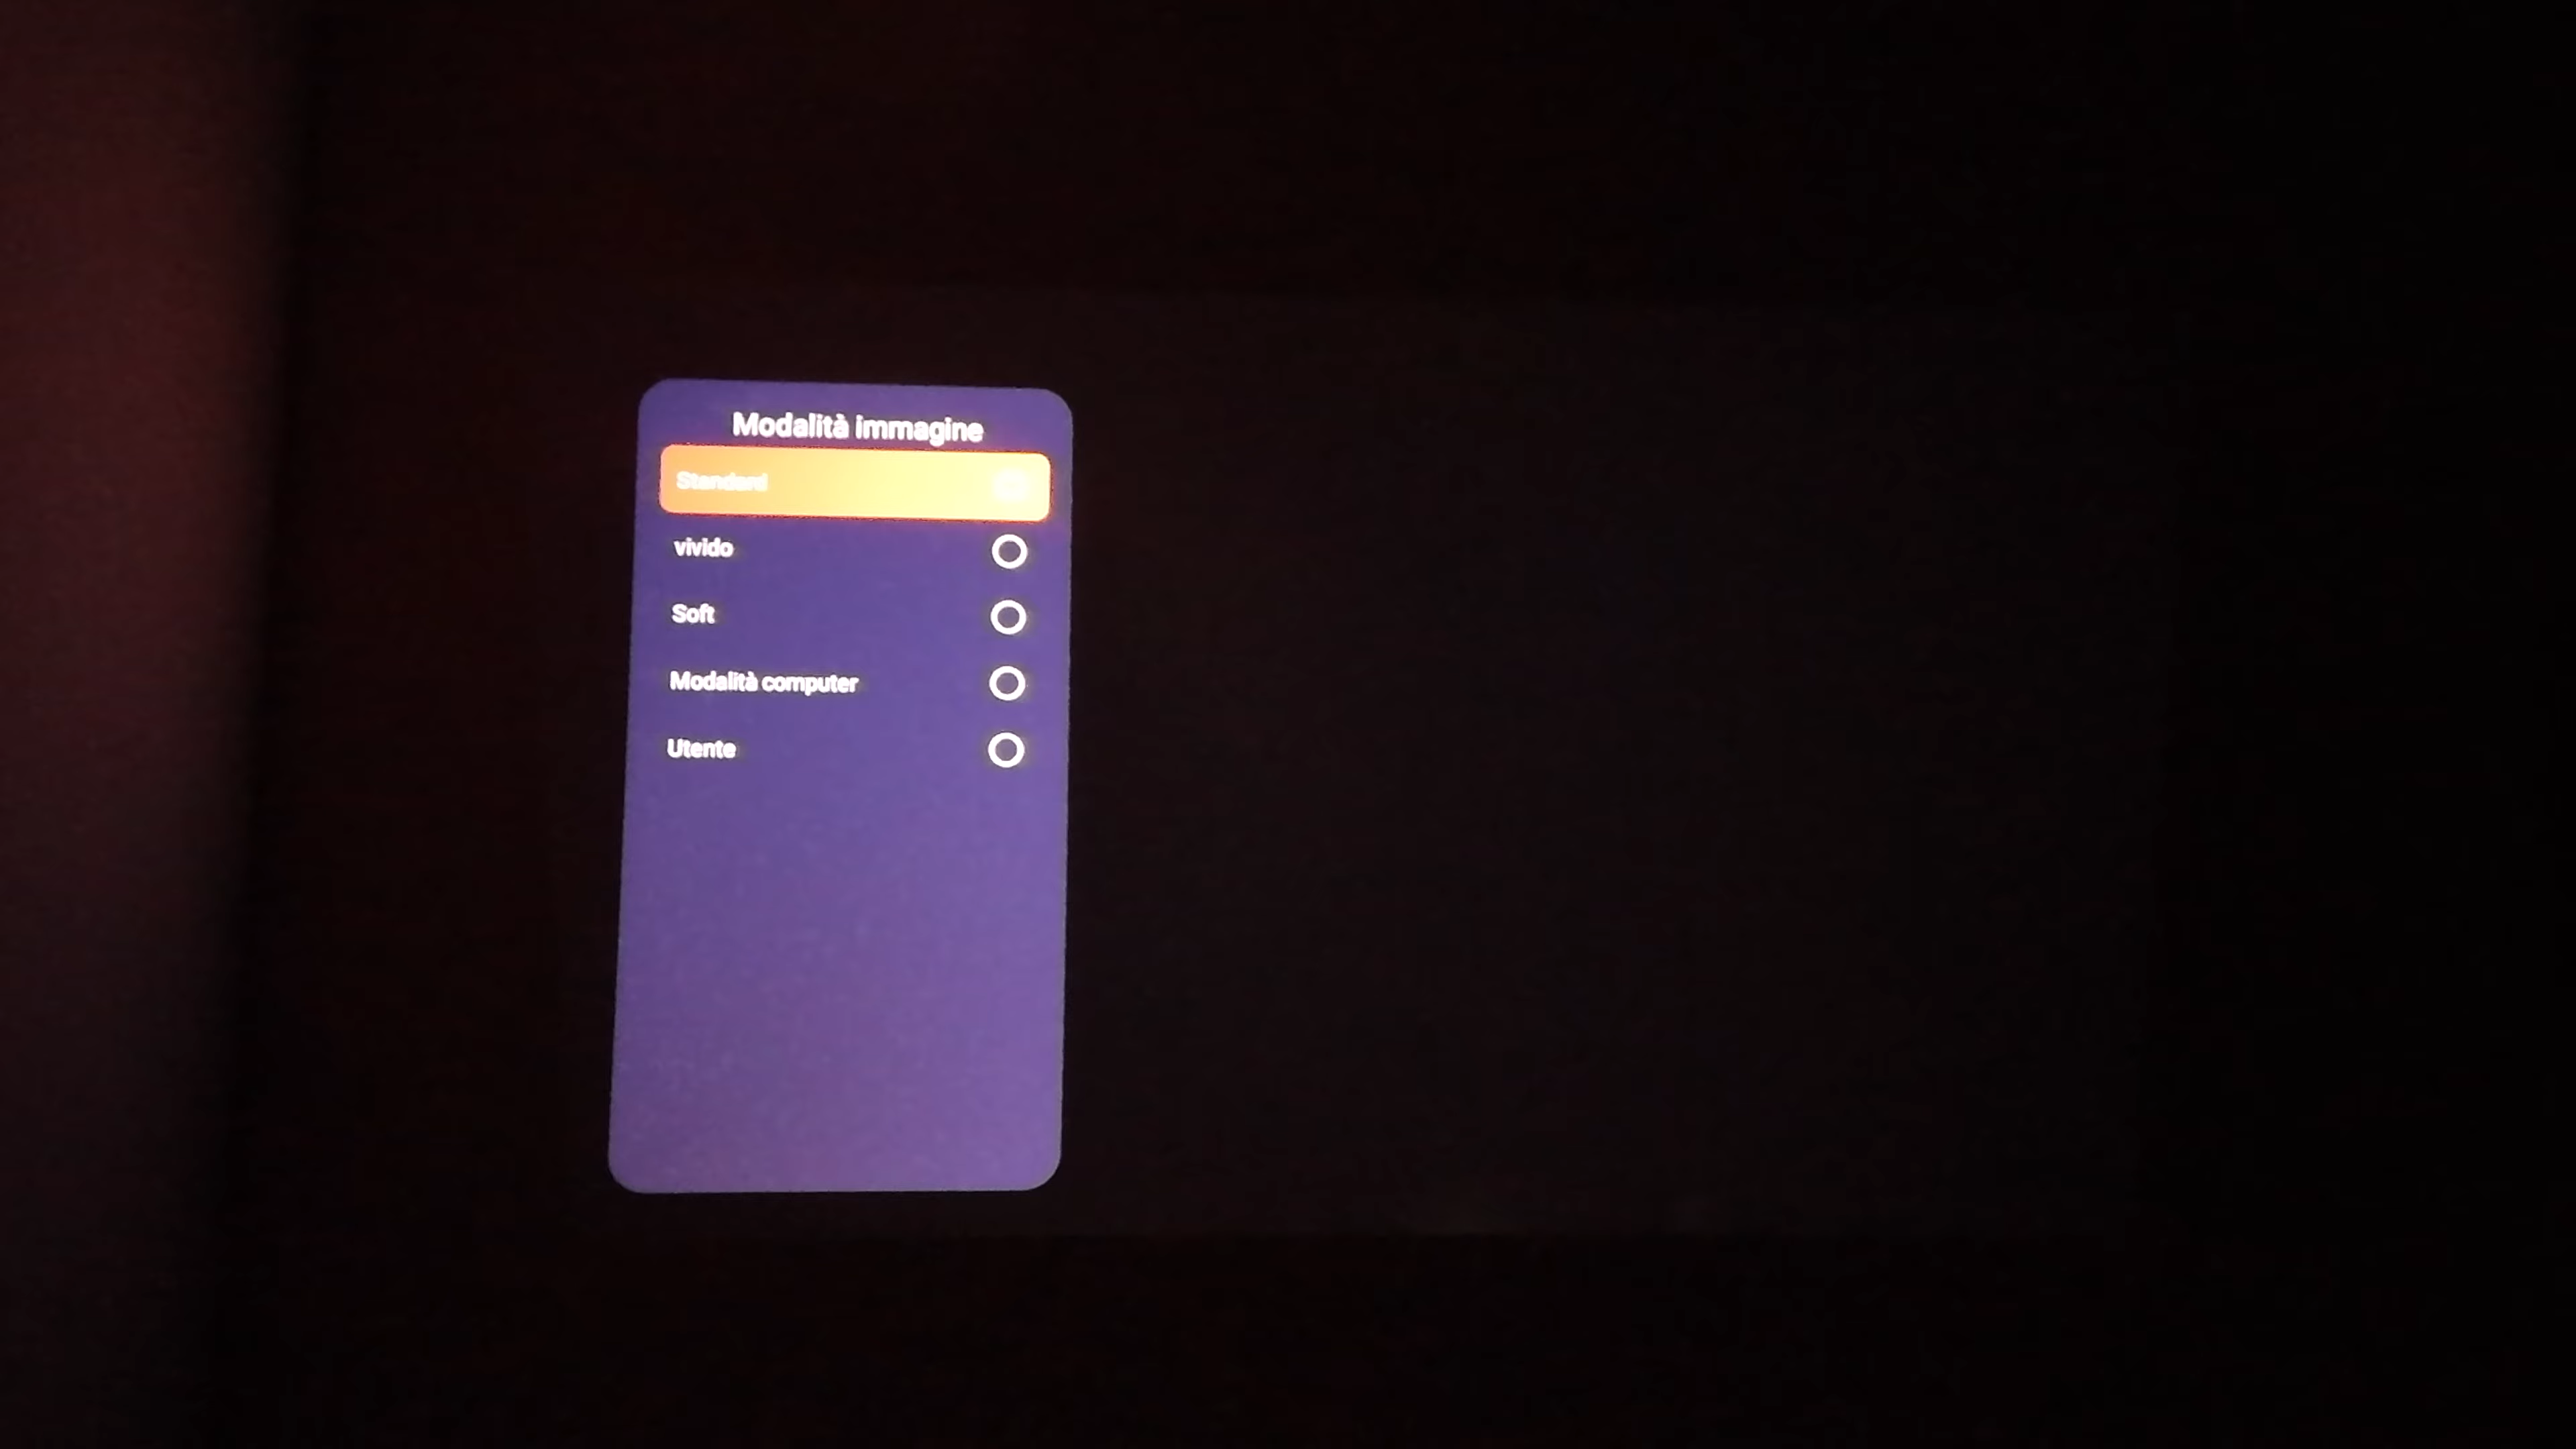 Modalità immagine
Standard
vivido
Soft
Modalità computer
Utente